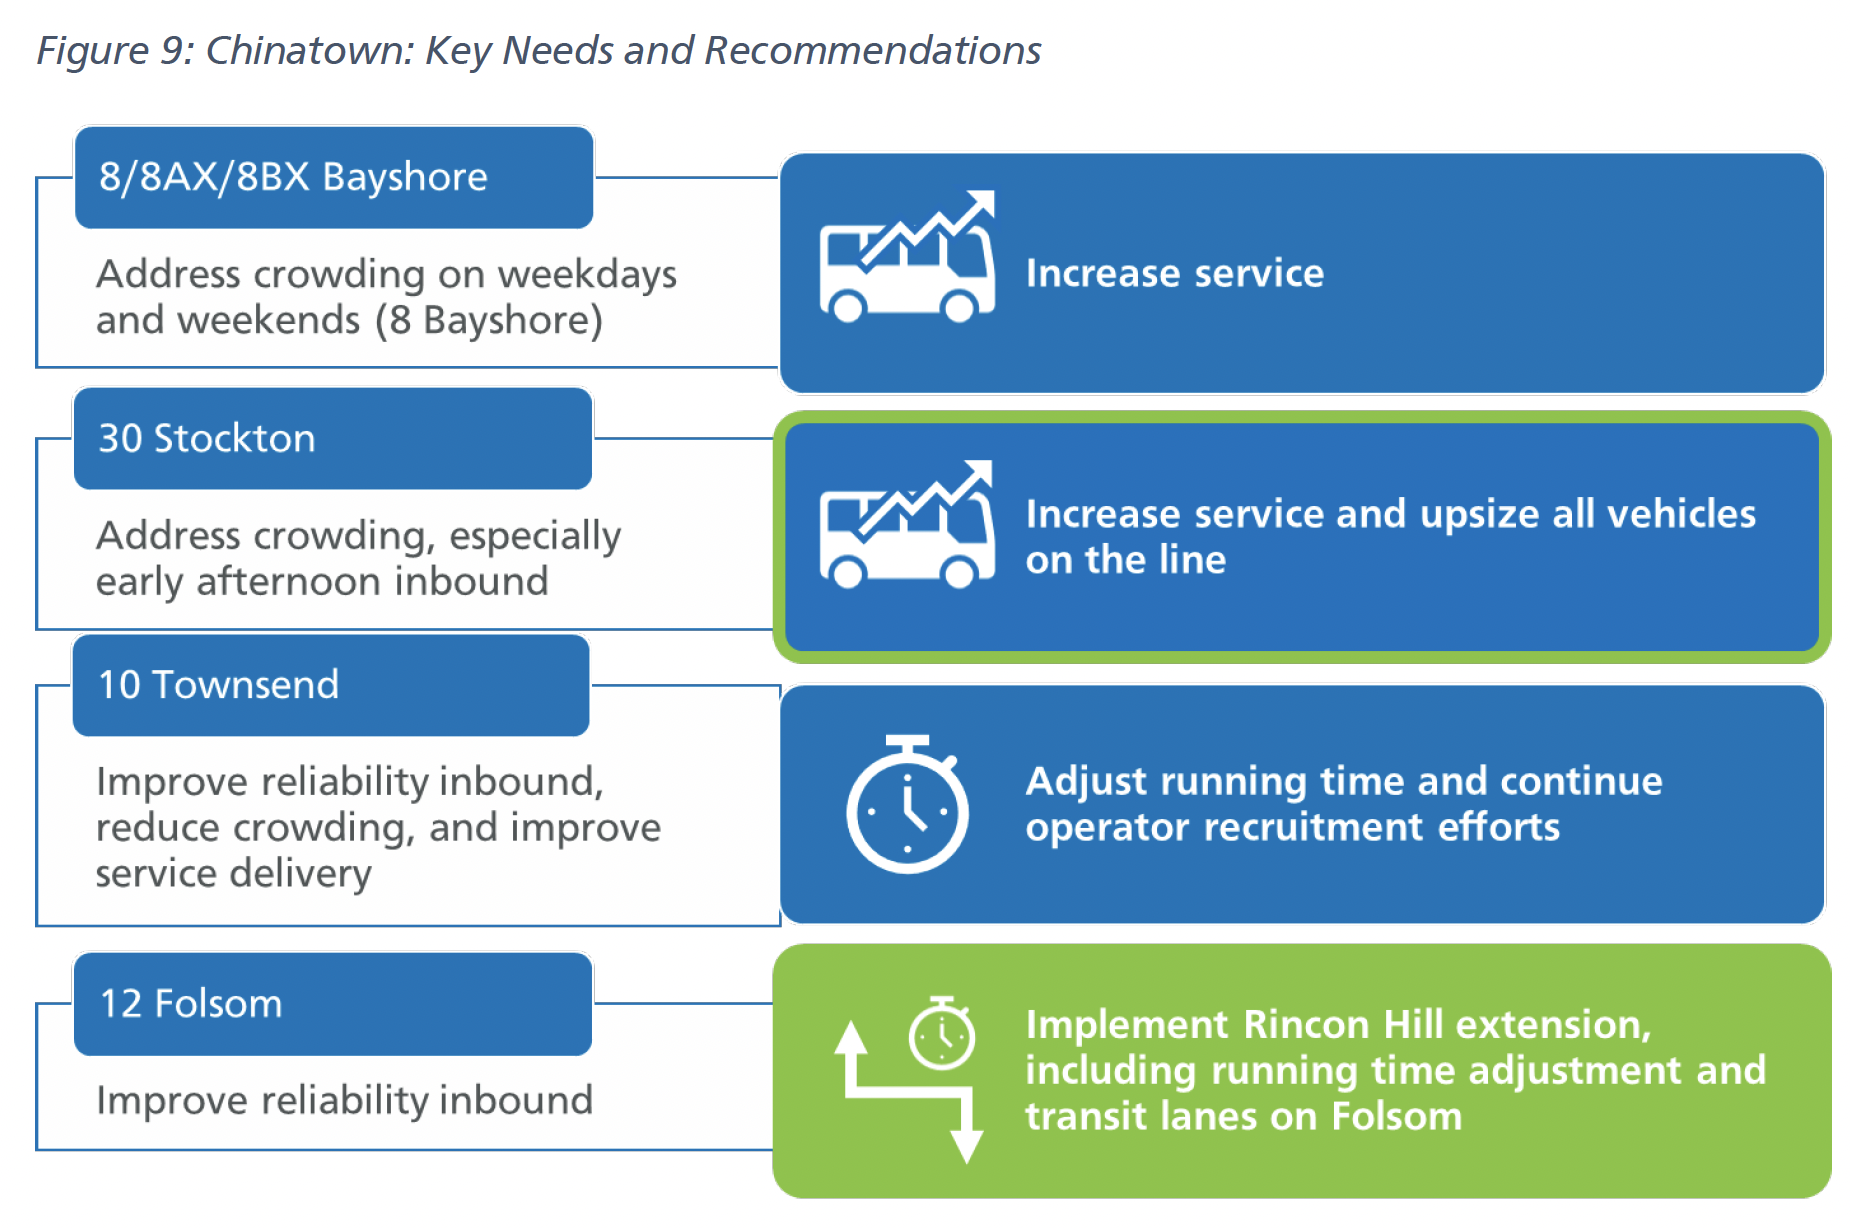 Figure 9: Chinatown: Key Needs and Recommendations
8/8AX/8BX Bayshore
Address crowding on weekdays
and weekends (8 Bayshore)
Increase service
30 Stockton
Address crowding, especially
early afternoon inbound
Increase service and upsize all vehicles
on the line
10 Townsend
Improve reliability inbound,
reduce crowding, and improve
service delivery
Adjust running time and continue
operator recruitment efforts
12 Folsom
Improve reliability inbound
Implement Rincon Hill extension,
including running time adjustment and
transit lanes on Folsom